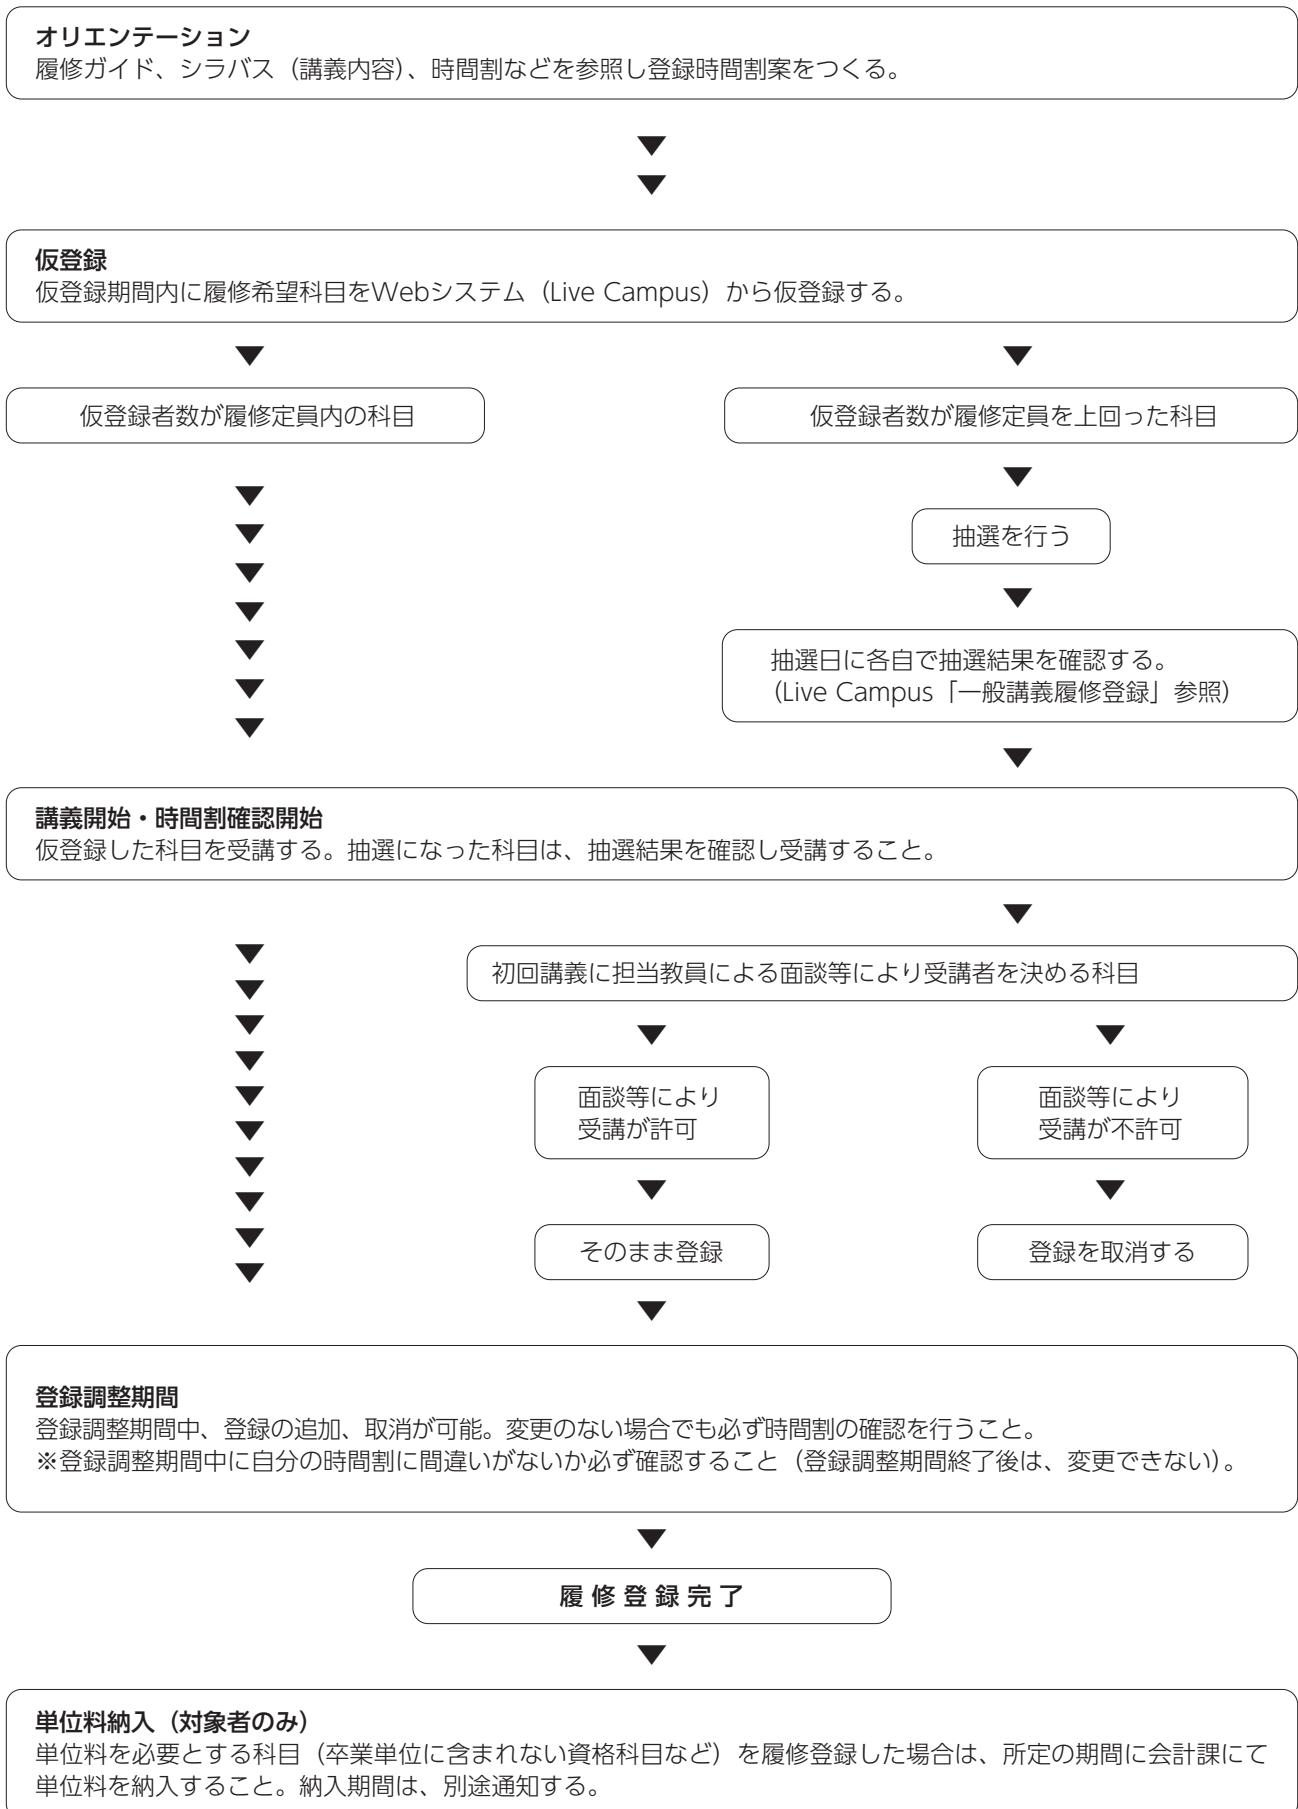 オリエンテーション
履修ガイド、シラバス（講義内容）、時間割などを参照し登録時間割案をつくる。
仮登録
仮登録期間内に履修希望科目をWebシステム（Live Campus）から仮登録する。
仮登録者数が履修定員内の科目
仮登録者数が履修定員を上回った科目
抽選を行う
抽選日に各自で抽選結果を確認する。
（Live Campus「一般講義履修登録」参照）
講義開始・時間割確認開始
仮登録した科目を受講する。抽選になった科目は、抽選結果を確認し受講すること。
初回講義に担当教員による面談等により受講者を決める科目
面談等により
受講が許可
面談等により
受講が不許可
そのまま登録
登録を取消する
登録調整期間
登録調整期間中、登録の追加、取消が可能。変更のない場合でも必ず時間割の確認を行うこと。
※登録調整期間中に自分の時間割に間違いがないか必ず確認すること（登録調整期間終了後は、変更できない）。
履修登録完了
単位料納入（対象者のみ）
単位料を必要とする科目（卒業単位に含まれない資格科目など）を履修登録した場合は、所定の期間に会計課にて
単位料を納入すること。納入期間は、別途通知する。